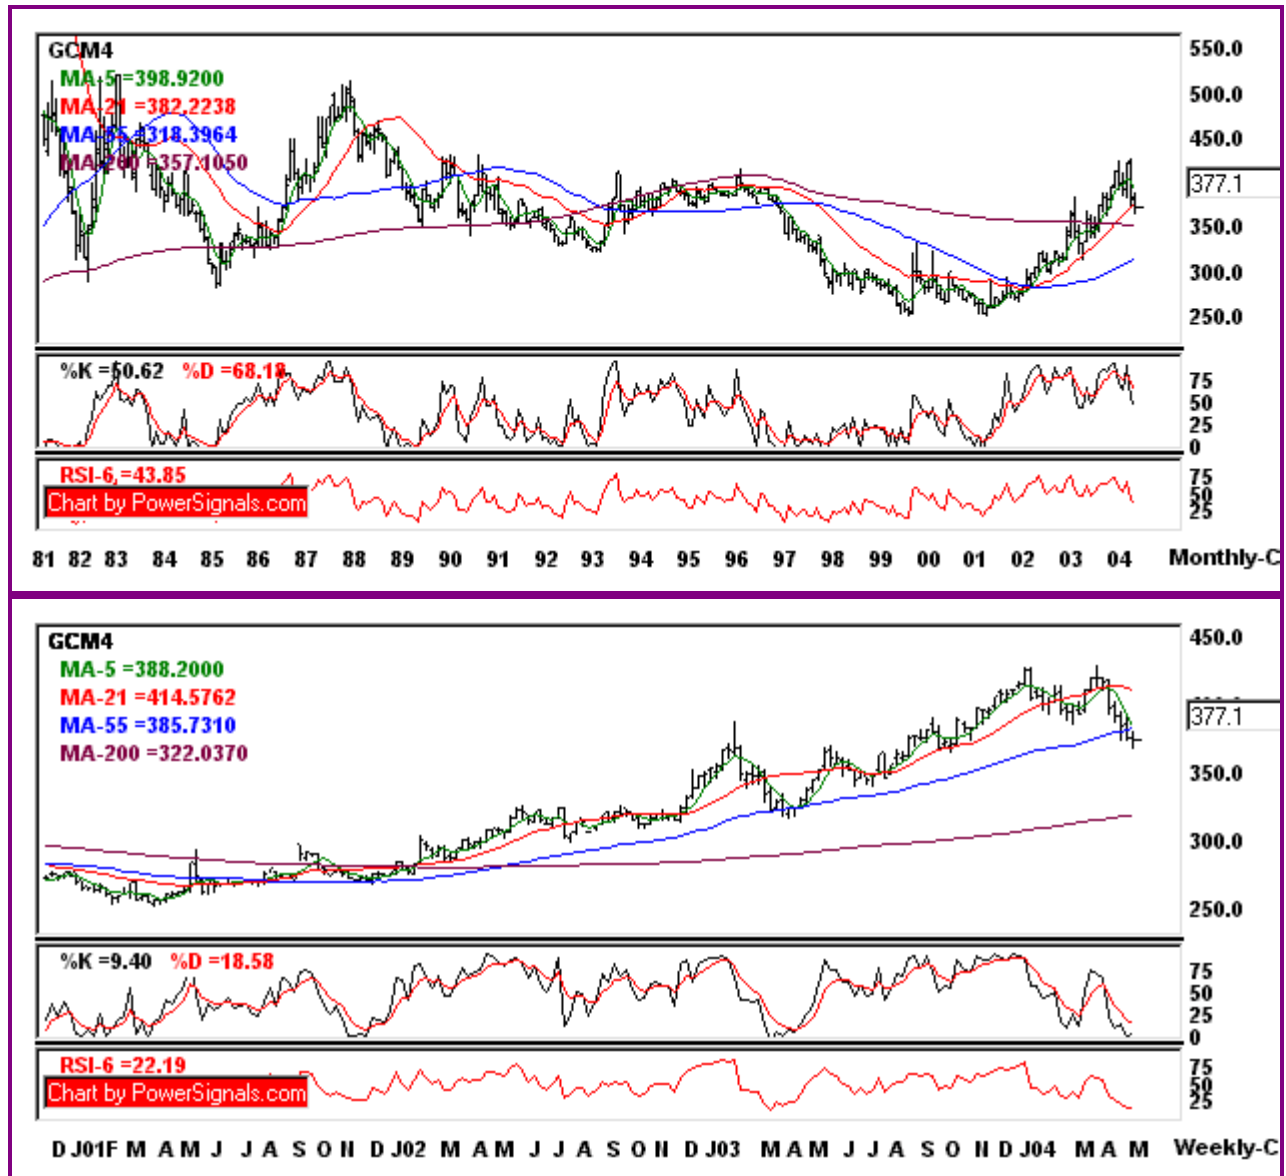 GCM4
MA-5 =398.9200
MA-21 =382.2238
MA-55 =318.3964
MA-200 =357.1050
550.0
500.0
450.0
377.1
350.0
300.0
250.0
%K =50.62 %D =68.18
75
50
25
0
RSI-6 =43.85
Chart by PowerSignals.com
75
50
25
81 82 83 84 85 86 87 88 89 90 91 92 93 94 95 96 97 98 99 00 01 02 03 04 Monthly-C
GCM4
MA-5 =388.2000
MA-21 =414.5762
MA-55 =385.7310
MA-200 =322.0370
450.0
377.1
350.0
300.0
250.0
%K =9.40 %D =18.58
75
50
25
0
RSI-6 =22.19
Chart by PowerSignals.com
75
50
25
D J01F M A M J J A S O N D J02 M A M J J A S O N D J03 M A M J J A S O N D J04 M A M Weekly-C